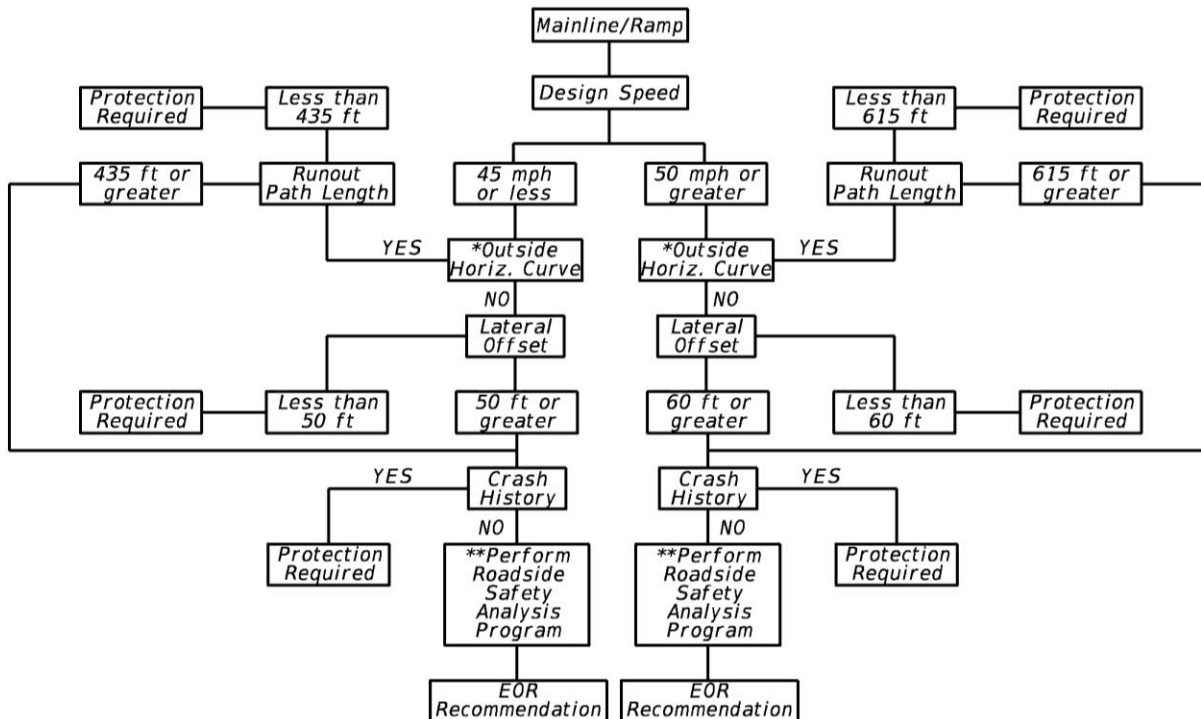 Mainline/Ramp
Design Speed
Protection
Required
Less than
435 ft
Less than
615 ft
Protection
Required
435 ft or
greater
Runout
Path Length
45 mph
or less
50 mph or
greater
Runout
Path Length
615 ft or
greater
YES
*Outside
Horiz. Curve
*Outside
Horiz. Curve
YES
NO
NO
Lateral
Offset
Lateral
Offset
Protection
Required
Less than
50 ft
50 ft or
greater
60 ft or
greater
Less than
60 ft
Protection
Required
YES
Crash
History
Crash
History
YES
NO
NO
Protection
Required
**Perform
Roadside
Safety
Analysis
Program
**Perform
Roadside
Safety
Analysis
Program
Protection
Required
EOR
Recommendation
EOR
Recommendation